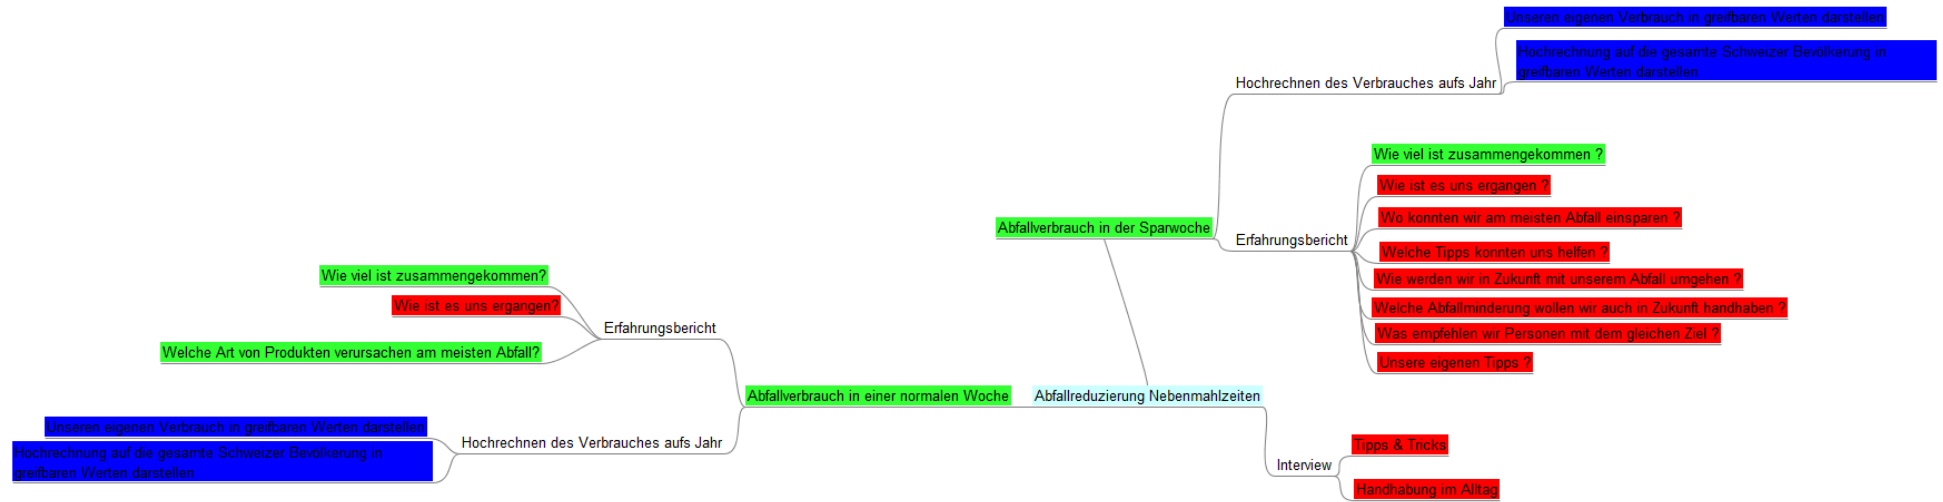 Unseren eigenen Verbrauch in greifbaren Werten darstellen
Hochrechnung auf die gesamte Schweizer Bevölkerung in
greifbaren Werten darstellen
Hochrechnen des Verbrauches aufs Jahr
Wie viel ist zusammengekommen ?
Wie ist es uns ergangen ?
Wo konnten wir am meisten Abfall einsparen ?
Abfallverbrauch in der Sparwoche
Erfahrungsbericht
Welche Tipps konnten uns helfen ?
Wie werden wir in Zukunft mit unserem Abfall umgehen ?
Welche Abfallminderung wollen wir auch in Zukunft handhaben ?
Was empfehlen wir Personen mit dem gleichen Ziel ?
Unsere eigenen Tipps ?
Wie viel ist zusammengekommen?
Wie ist es uns ergangen?
Erfahrungsbericht
Welche Art von Produkten verursachen am meisten Abfall?
Abfallverbrauch in einer normalen Woche
Abfallreduzierung Nebenmahlzeiten
Unseren eigenen Verbrauch in greifbaren Werten darstellen
Hochrechnung auf die gesamte Schweizer Bevölkerung in
greifbaren Werten darstellen
Hochrechnen des Verbrauches aufs Jahr
Tipps & Tricks
Interview
Handhabung im Alltag